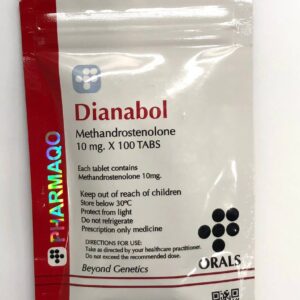 Dianabol
Methandrostenolone
10 mg. X 100 TABS
Each tablet contains
Methandrostenolone 10mg.
Keep out of reach of children
Store below 30ºC
Protect from light
Do not refrigerate
Prescription only medicine
DIRECTIONS FOR USE:
Take as directed by your healthcare practitioner.
Do not exceed the recommended dose.
Beyond Genetics
ORALS
PHARMAQO